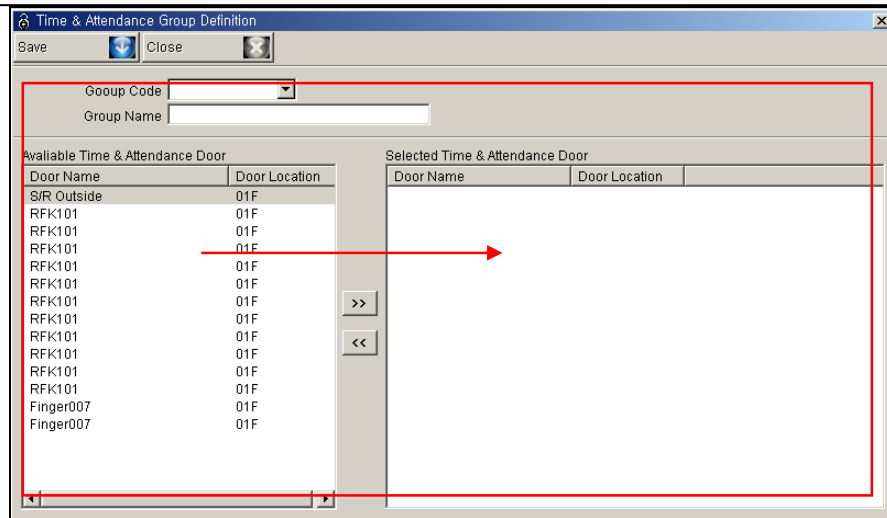 Time & Attendance Group Definition
Save Close
Gooup Code
Group Name
Avaliable Time & Attendance Door
Door Name Door Location
S/R Outside 01F
RFK101 01F
RFK101 01F
RFK101 01F
RFK101 01F
RFK101 01F
RFK101 01F
RFK101 01F
RFK101 01F
RFK101 01F
RFK101 01F
RFK101 01F
Finger007 01F
Finger007 01F
>>
<<
Selected Time & Attendance Door
Door Name Door Location